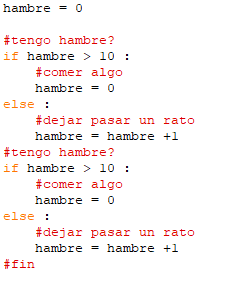 hambre = 0
#tengo hambre?
if hambre > 10 :
    #comer algo
    hambre = 0
else :
    #dejar pasar un rato
    hambre = hambre +1
#tengo hambre?
if hambre > 10 :
    #comer algo
    hambre = 0
else :
    #dejar pasar un rato
    hambre = hambre +1
#fin